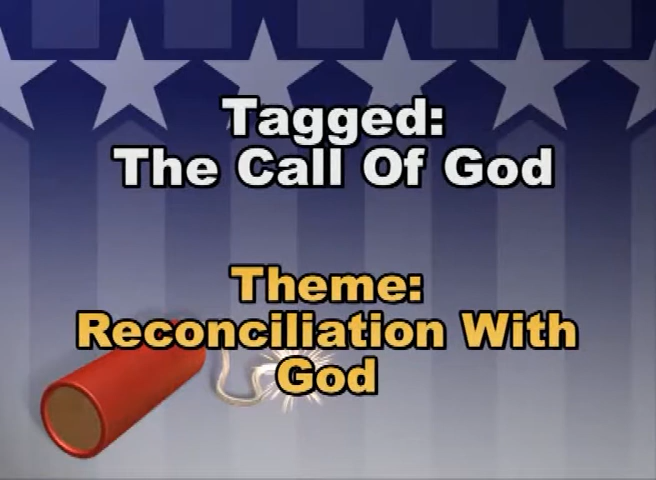 Tagged:
The Call Of God
Theme:
Reconciliation With
God